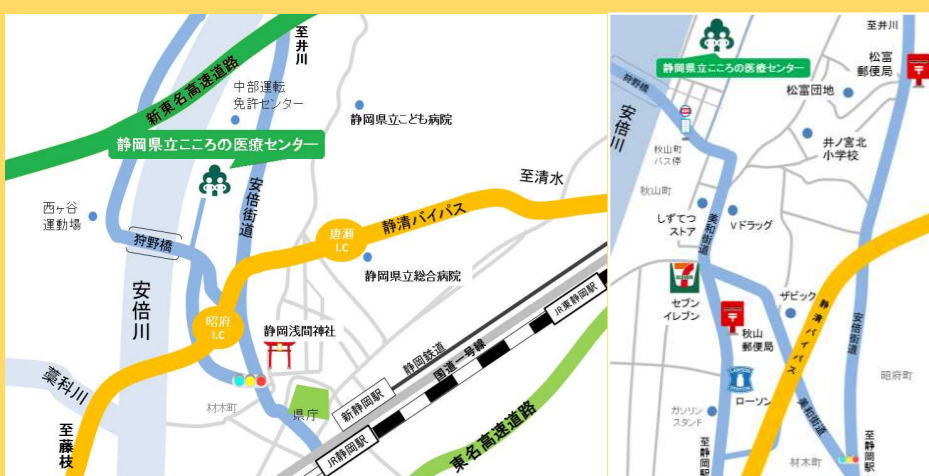 新東名高速道路
至井川
中部運転
免許センター
静岡県立こども病院
静岡県立こころの医療センター
安倍街道
西ヶ谷
運動場
狩野橋
唐瀬
I.C
静清バイパス
至清水
静岡県立総合病院
安倍川
昭府
I.C
静岡浅間神社
JR東静岡駅
静岡鉄道
国道一号線
藁科川
材木町
県庁
新静岡駅
JR静岡駅
東名高速道路
至藤枝
至井川
松富
郵便局
静岡県立こころの医療センター
狩野橋
松富団地
安倍川
秋山町
バス停
井ノ宮北
小学校
秋山町
しずてつ
ストア
美和街道
Vドラッグ
セブン
イレブン
ザビック
静清バイパス
安倍街道
秋山
郵便局
昭府町
ローソン
ガソリン
スタンド
美和街道
材木町
至静岡駅
至静岡駅